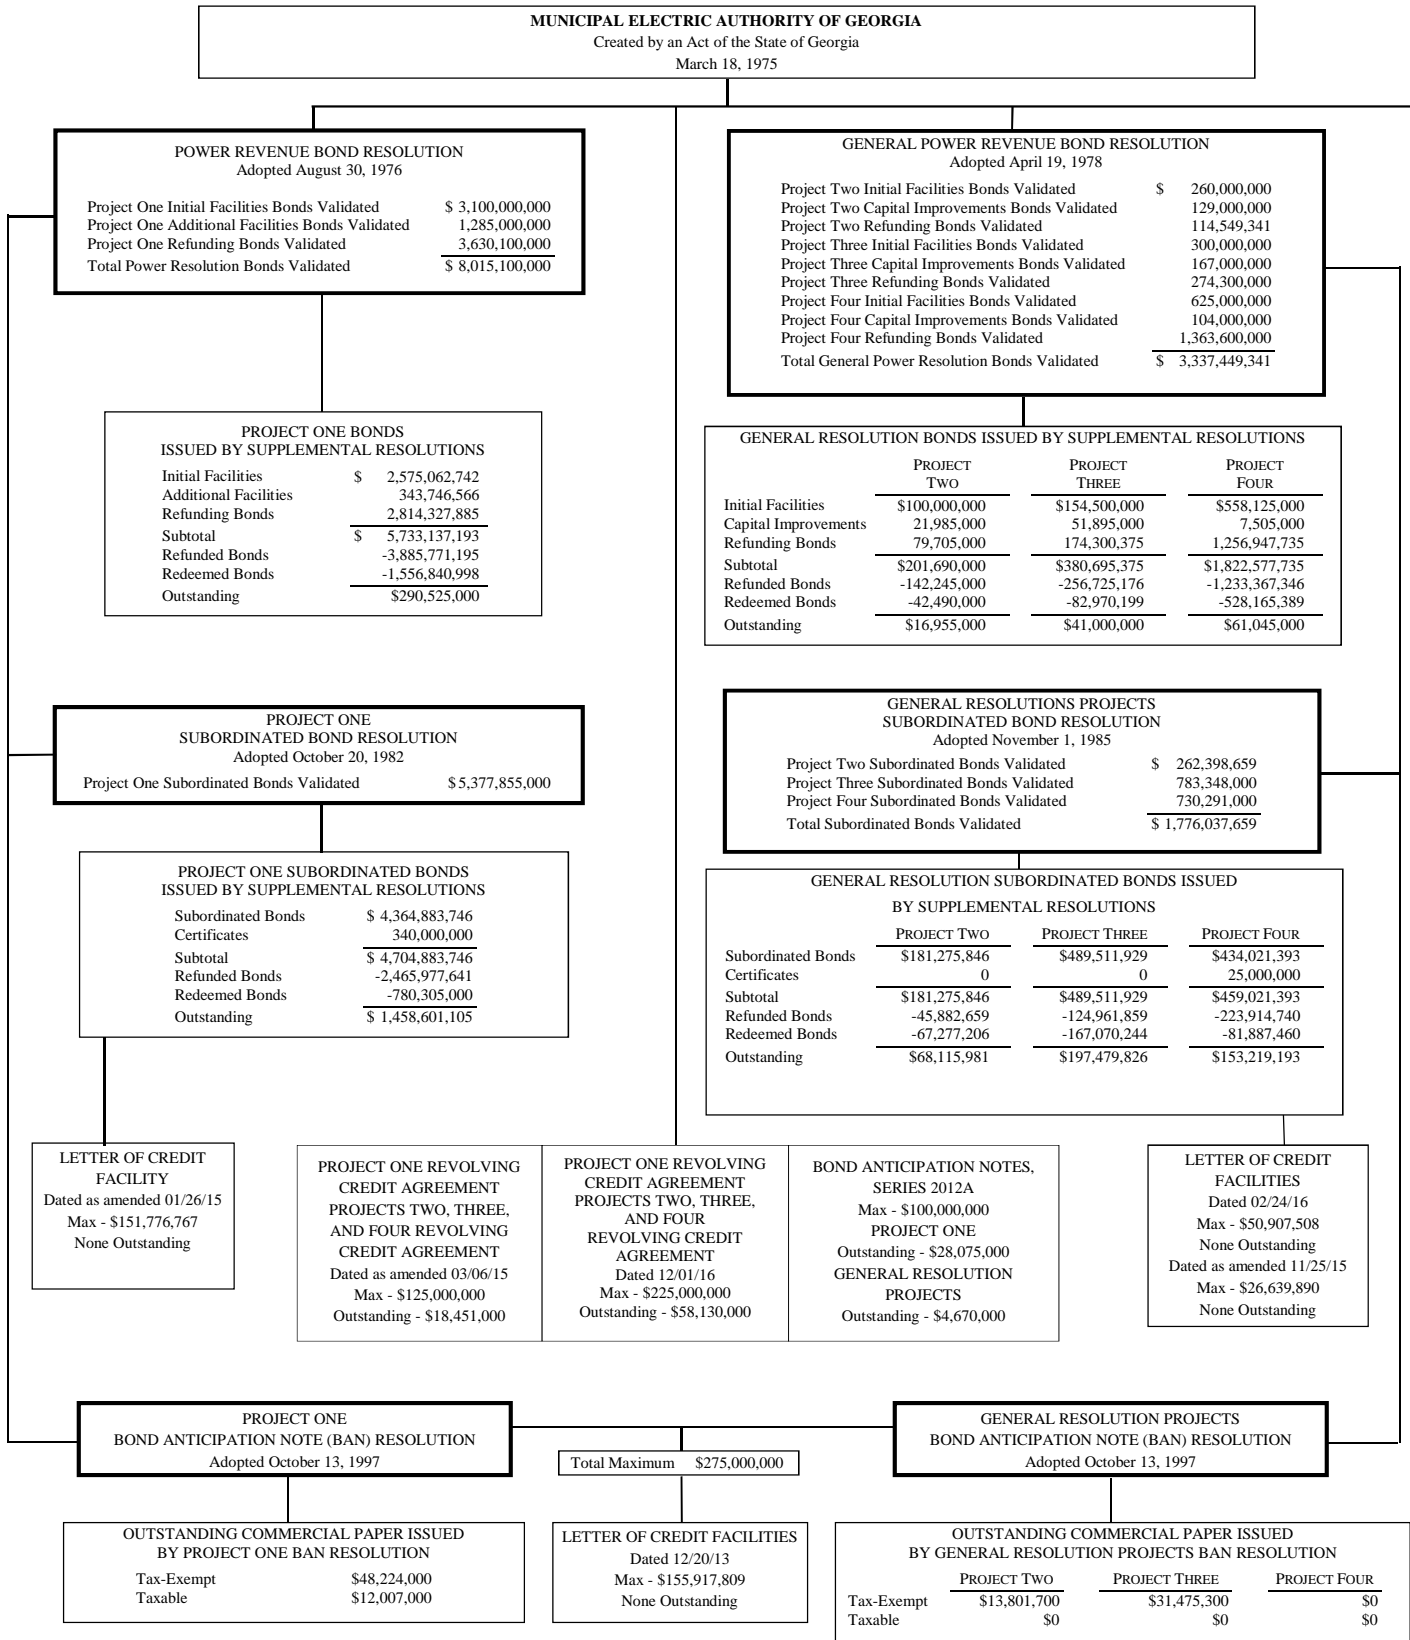 MUNICIPAL ELECTRIC AUTHORITY OF GEORGIA
Created by an Act of the State of Georgia
March 18, 1975
POWER REVENUE BOND RESOLUTION
Adopted August 30, 1976
Project One Initial Facilities Bonds Validated $ 3,100,000,000
Project One Additional Facilities Bonds Validated 1,285,000,000
Project One Refunding Bonds Validated 3,630,100,000
Total Power Resolution Bonds Validated $ 8,015,100,000
GENERAL POWER REVENUE BOND RESOLUTION
Adopted April 19, 1978
Project Two Initial Facilities Bonds Validated $ 260,000,000
Project Two Capital Improvements Bonds Validated 129,000,000
Project Two Refunding Bonds Validated 114,549,341
Project Three Initial Facilities Bonds Validated 300,000,000
Project Three Capital Improvements Bonds Validated 167,000,000
Project Three Refunding Bonds Validated 274,300,000
Project Four Initial Facilities Bonds Validated 625,000,000
Project Four Capital Improvements Bonds Validated 104,000,000
Project Four Refunding Bonds Validated 1,363,600,000
Total General Power Resolution Bonds Validated $ 3,337,449,341
PROJECT ONE BONDS
ISSUED BY SUPPLEMENTAL RESOLUTIONS
Initial Facilities $ 2,575,062,742
Additional Facilities 343,746,566
Refunding Bonds 2,814,327,885
Subtotal $ 5,733,137,193
Refunded Bonds -3,885,771,195
Redeemed Bonds -1,556,840,998
Outstanding $290,525,000
GENERAL RESOLUTION BONDS ISSUED BY SUPPLEMENTAL RESOLUTIONS
PROJECT PROJECT PROJECT
TWO THREE FOUR
Initial Facilities $100,000,000 $154,500,000 $558,125,000
Capital Improvements 21,985,000 51,895,000 7,505,000
Refunding Bonds 79,705,000 174,300,375 1,256,947,735
Subtotal $201,690,000 $380,695,375 $1,822,577,735
Refunded Bonds -142,245,000 -256,725,176 -1,233,367,346
Redeemed Bonds -42,490,000 -82,970,199 -528,165,389
Outstanding $16,955,000 $41,000,000 $61,045,000
PROJECT ONE
SUBORDINATED BOND RESOLUTION
Adopted October 20, 1982
Project One Subordinated Bonds Validated $5,377,855,000
GENERAL RESOLUTIONS PROJECTS
SUBORDINATED BOND RESOLUTION
Adopted November 1, 1985
Project Two Subordinated Bonds Validated $ 262,398,659
Project Three Subordinated Bonds Validated 783,348,000
Project Four Subordinated Bonds Validated 730,291,000
Total Subordinated Bonds Validated $ 1,776,037,659
PROJECT ONE SUBORDINATED BONDS
ISSUED BY SUPPLEMENTAL RESOLUTIONS
Subordinated Bonds $ 4,364,883,746
Certificates 340,000,000
Subtotal $ 4,704,883,746
Refunded Bonds -2,465,977,641
Redeemed Bonds -780,305,000
Outstanding $ 1,458,601,105
GENERAL RESOLUTION SUBORDINATED BONDS ISSUED
BY SUPPLEMENTAL RESOLUTIONS
PROJECT TWO PROJECT THREE PROJECT FOUR
Subordinated Bonds $181,275,846 $489,511,929 $434,021,393
Certificates 0 0 25,000,000
Subtotal $181,275,846 $489,511,929 $459,021,393
Refunded Bonds -45,882,659 -124,961,859 -223,914,740
Redeemed Bonds -67,277,206 -167,070,244 -81,887,460
Outstanding $68,115,981 $197,479,826 $153,219,193
LETTER OF CREDIT
FACILITY
Dated as amended 01/26/15
Max - $151,776,767
None Outstanding
PROJECT ONE REVOLVING
CREDIT AGREEMENT
PROJECTS TWO, THREE,
AND FOUR REVOLVING
CREDIT AGREEMENT
Dated as amended 03/06/15
Max - $125,000,000
Outstanding - $18,451,000
PROJECT ONE REVOLVING
CREDIT AGREEMENT
PROJECTS TWO, THREE,
AND FOUR
REVOLVING CREDIT
AGREEMENT
Dated 12/01/16
Max - $225,000,000
Outstanding - $58,130,000
BOND ANTICIPATION NOTES,
SERIES 2012A
Max - $100,000,000
PROJECT ONE
Outstanding - $28,075,000
GENERAL RESOLUTION
PROJECTS
Outstanding - $4,670,000
LETTER OF CREDIT
FACILITIES
Dated 02/24/16
Max - $50,907,508
None Outstanding
Dated as amended 11/25/15
Max - $26,639,890
None Outstanding
PROJECT ONE
BOND ANTICIPATION NOTE (BAN) RESOLUTION
Adopted October 13, 1997
Total Maximum $275,000,000
GENERAL RESOLUTION PROJECTS
BOND ANTICIPATION NOTE (BAN) RESOLUTION
Adopted October 13, 1997
OUTSTANDING COMMERCIAL PAPER ISSUED
BY PROJECT ONE BAN RESOLUTION
Tax-Exempt $48,224,000
Taxable $12,007,000
LETTER OF CREDIT FACILITIES
Dated 12/20/13
Max - $155,917,809
None Outstanding
OUTSTANDING COMMERCIAL PAPER ISSUED
BY GENERAL RESOLUTION PROJECTS BAN RESOLUTION
PROJECT TWO PROJECT THREE PROJECT FOUR
Tax-Exempt $13,801,700 $31,475,300 $0
Taxable $0 $0 $0